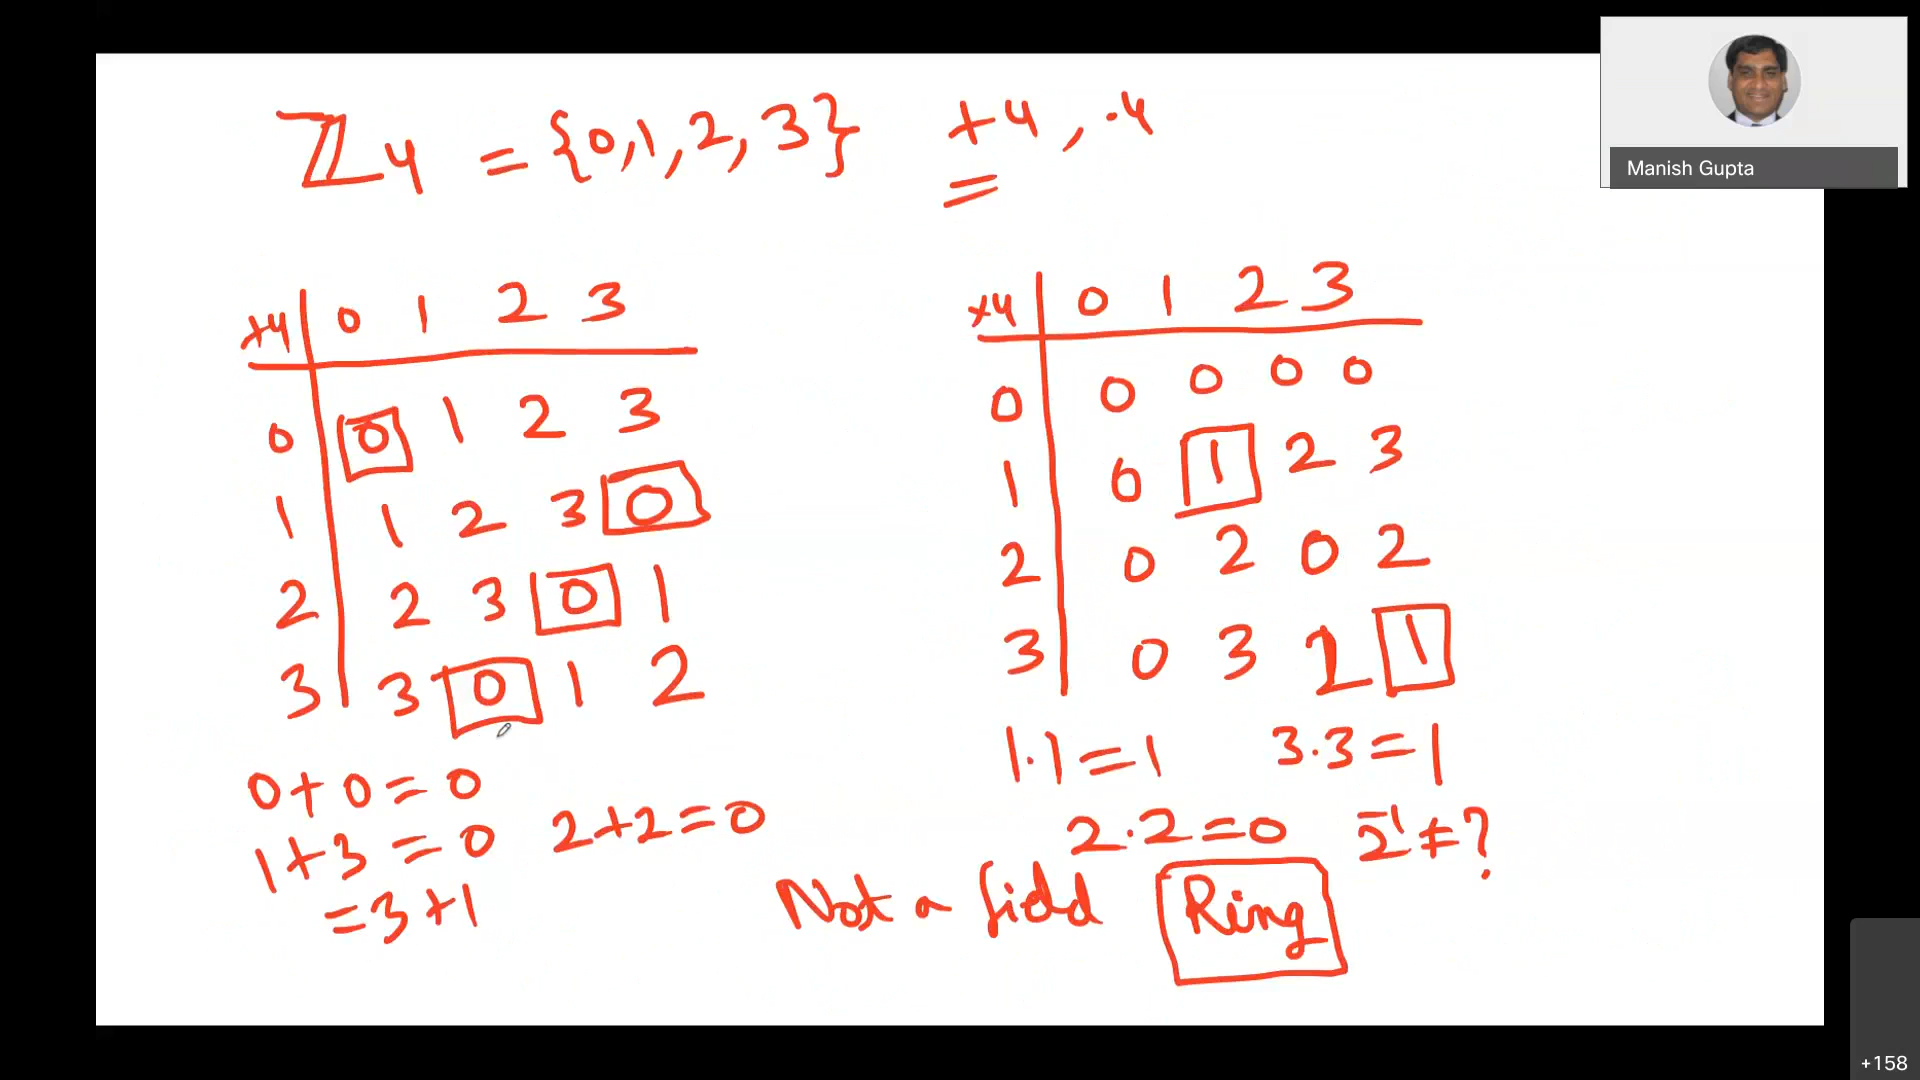 ℤ4 = {0,1,2,3} +4, ·4
Manish Gupta
+4 0 1 2 3
0 0 1 2 3
1 1 2 3 0
2 2 3 0 1
3 3 0 1 2
0+0=0
1+3=0 2+2=0
=3+1
×4 0 1 2 3
0 0 0 0 0
1 0 1 2 3
2 0 2 0 2
3 0 3 2 1
1·1=1 3·3=1
2·2=0 2⁻¹≠?
Not a field Ring
+158